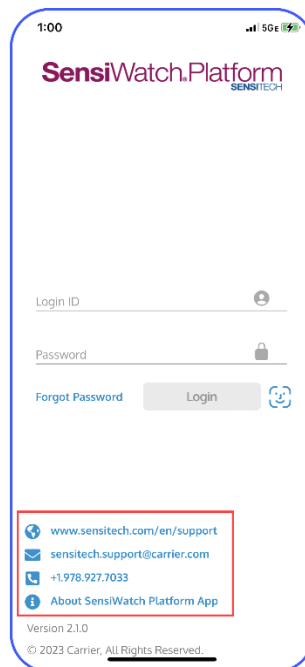 1:00 5GE
SensiWatch Platform
SENSITECH
Login ID
Password
Forgot Password Login
www.sensitech.com/en/support
sensitech.support@carrier.com
+1.978.927.7033
About SensiWatch Platform App
Version 2.1.0
© 2023 Carrier, All Rights Reserved.